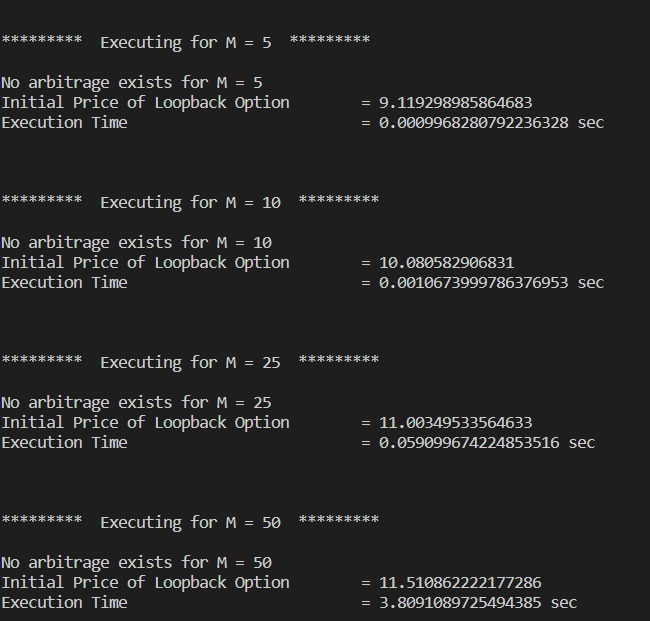 ********* Executing for M = 5 *********
No arbitrage exists for M = 5
Initial Price of Loopback Option = 9.119298985864683
Execution Time = 0.0009968280792236328 sec
********* Executing for M = 10 *********
No arbitrage exists for M = 10
Initial Price of Loopback Option = 10.080582906831
Execution Time = 0.0010673999786376953 sec
********* Executing for M = 25 *********
No arbitrage exists for M = 25
Initial Price of Loopback Option = 11.00349533564633
Execution Time = 0.059099674224853516 sec
********* Executing for M = 50 *********
No arbitrage exists for M = 50
Initial Price of Loopback Option = 11.510862222177286
Execution Time = 3.8091089725494385 sec